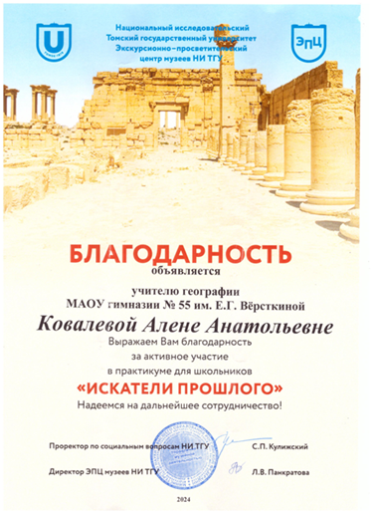 Национальный исследовательский
Томский государственный университет
Экскурсионно-просветительский
центр музеев НИ ТГУ
ЭПЦ
БЛАГОДАРНОСТЬ
объявляется
учителю географии
МАОУ гимназии № 55 им. Е.Г. Вёрсткиной
Ковалевой Алене Анатольевне
Выражаем Вам благодарность
за активное участие
в практикуме для школьников
«ИСКАТЕЛИ ПРОШЛОГО»
Надеемся на дальнейшее сотрудничество!
Проректор по социальным вопросам НИ ТГУ С.П. Кулижский
Директор ЭПЦ музеев НИ ТГУ Л.В. Панкратова
2024